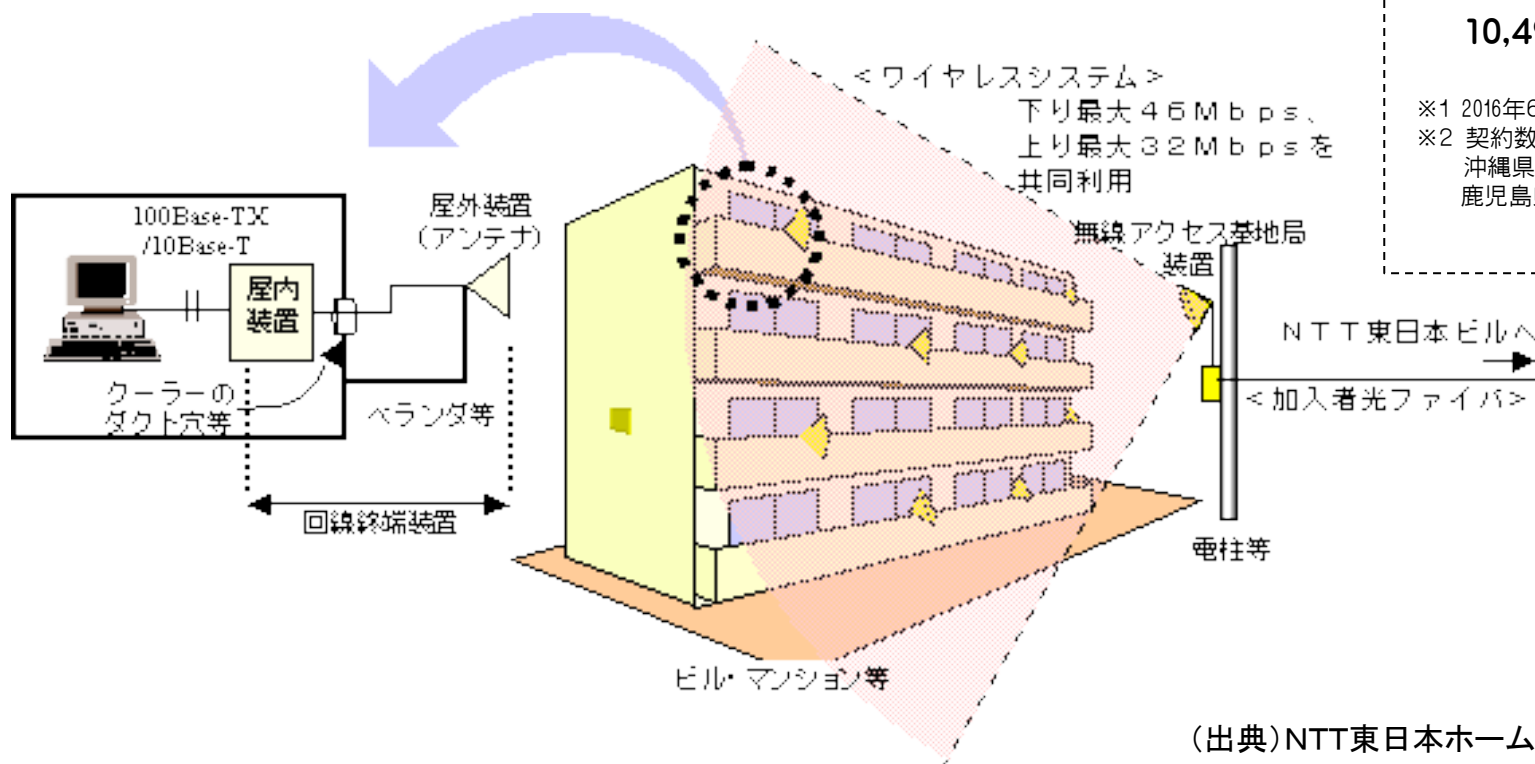 10,49
※1 2016年6
※2 契約数
沖縄県
鹿児島
<ワイヤレスシステム>
下り最大46Mbps、
上り最大32Mbpsを
共同利用
100Base-TX
/10Base-T
屋内
装置
屋外装置
(アンテナ)
クーラーの
ダクト穴等
ベランダ等
回線終端装置
無線アクセス基地局
装置
NTT東日本ビルへ
<加入者光ファイバ>
電柱等
ビル・マンション等
(出典)NTT東日本ホーム